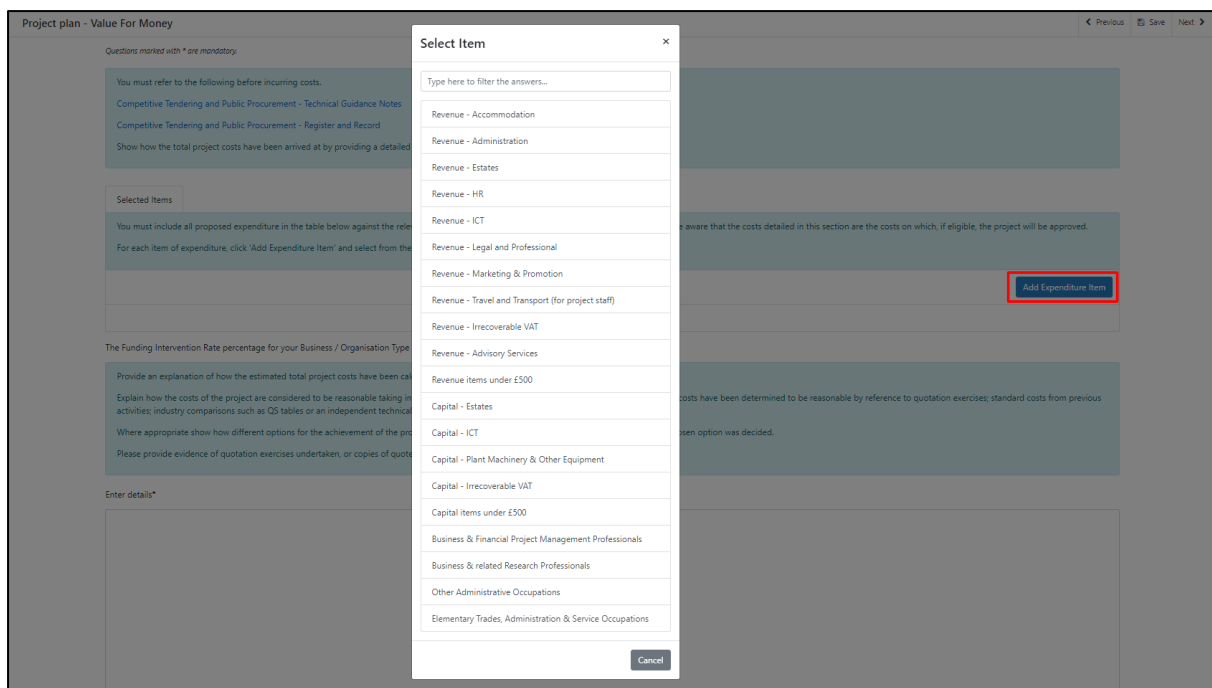 Project plan - Value For Money
Previous Save Next
Questions marked with * are mandatory.
You must refer to the following before incurring costs.
Competitive Tendering and Public Procurement - Technical Guidance Notes
Competitive Tendering and Public Procurement - Register and Record
Show how the total project costs have been arrived at by providing a detailed
Selected Items
You must include all proposed expenditure in the table below against the rele
e aware that the costs detailed in this section are the costs on which, if eligible, the project will be approved.
For each item of expenditure, click 'Add Expenditure Item' and select from the
Add Expenditure Item
The Funding Intervention Rate percentage for your Business / Organisation Type
Provide an explanation of how the estimated total project costs have been cal
Explain how the costs of the project are considered to be reasonable taking in
costs have been determined to be reasonable by reference to quotation exercises; standard costs from previous
activities; industry comparisons such as QS tables or an independent technical
Where appropriate show how different options for the achievement of the pro
osen option was decided.
Please provide evidence of quotation exercises undertaken, or copies of quote
Enter details*
Select Item ×
Type here to filter the answers...
Revenue - Accommodation
Revenue - Administration
Revenue - Estates
Revenue - HR
Revenue - ICT
Revenue - Legal and Professional
Revenue - Marketing & Promotion
Revenue - Travel and Transport (for project staff)
Revenue - Irrecoverable VAT
Revenue - Advisory Services
Revenue items under £500
Capital - Estates
Capital - ICT
Capital - Plant Machinery & Other Equipment
Capital - Irrecoverable VAT
Capital items under £500
Business & Financial Project Management Professionals
Business & related Research Professionals
Other Administrative Occupations
Elementary Trades, Administration & Service Occupations
Cancel